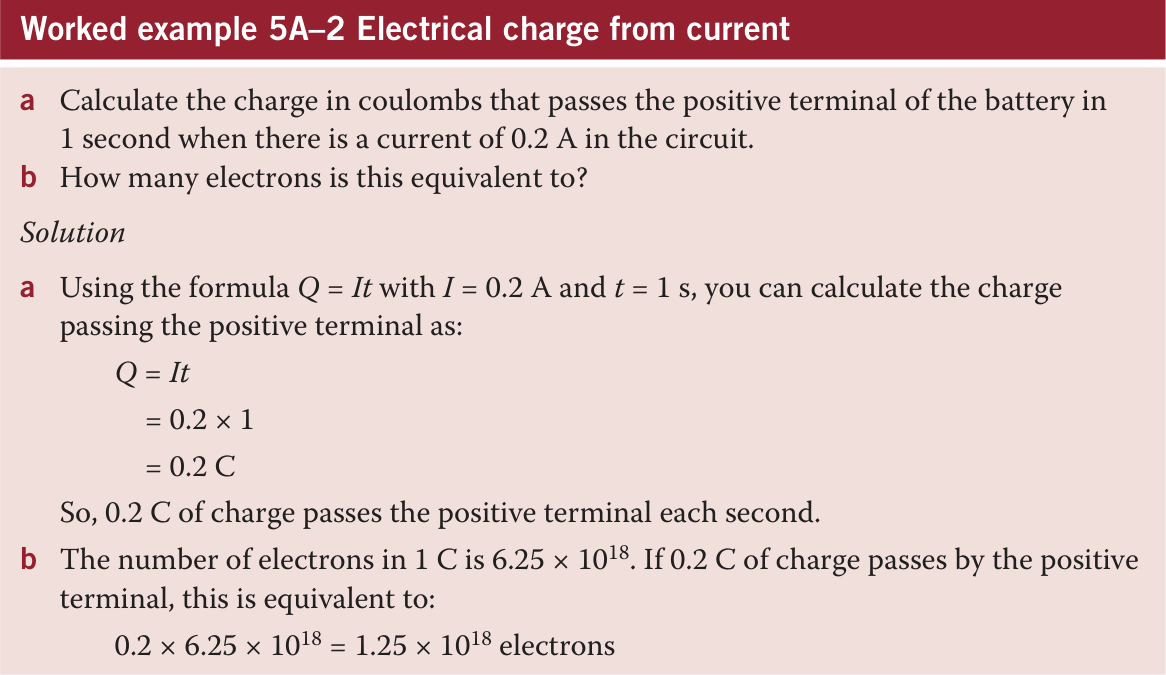 Worked example 5A–2 Electrical charge from current
a Calculate the charge in coulombs that passes the positive terminal of the battery in
1 second when there is a current of 0.2 A in the circuit.
b How many electrons is this equivalent to?
Solution
a Using the formula Q = It with I = 0.2 A and t = 1 s, you can calculate the charge
passing the positive terminal as:
Q = It
= 0.2 × 1
= 0.2 C
So, 0.2 C of charge passes the positive terminal each second.
b The number of electrons in 1 C is 6.25 × 10¹⁸. If 0.2 C of charge passes by the positive
terminal, this is equivalent to:
0.2 × 6.25 × 10¹⁸ = 1.25 × 10¹⁸ electrons